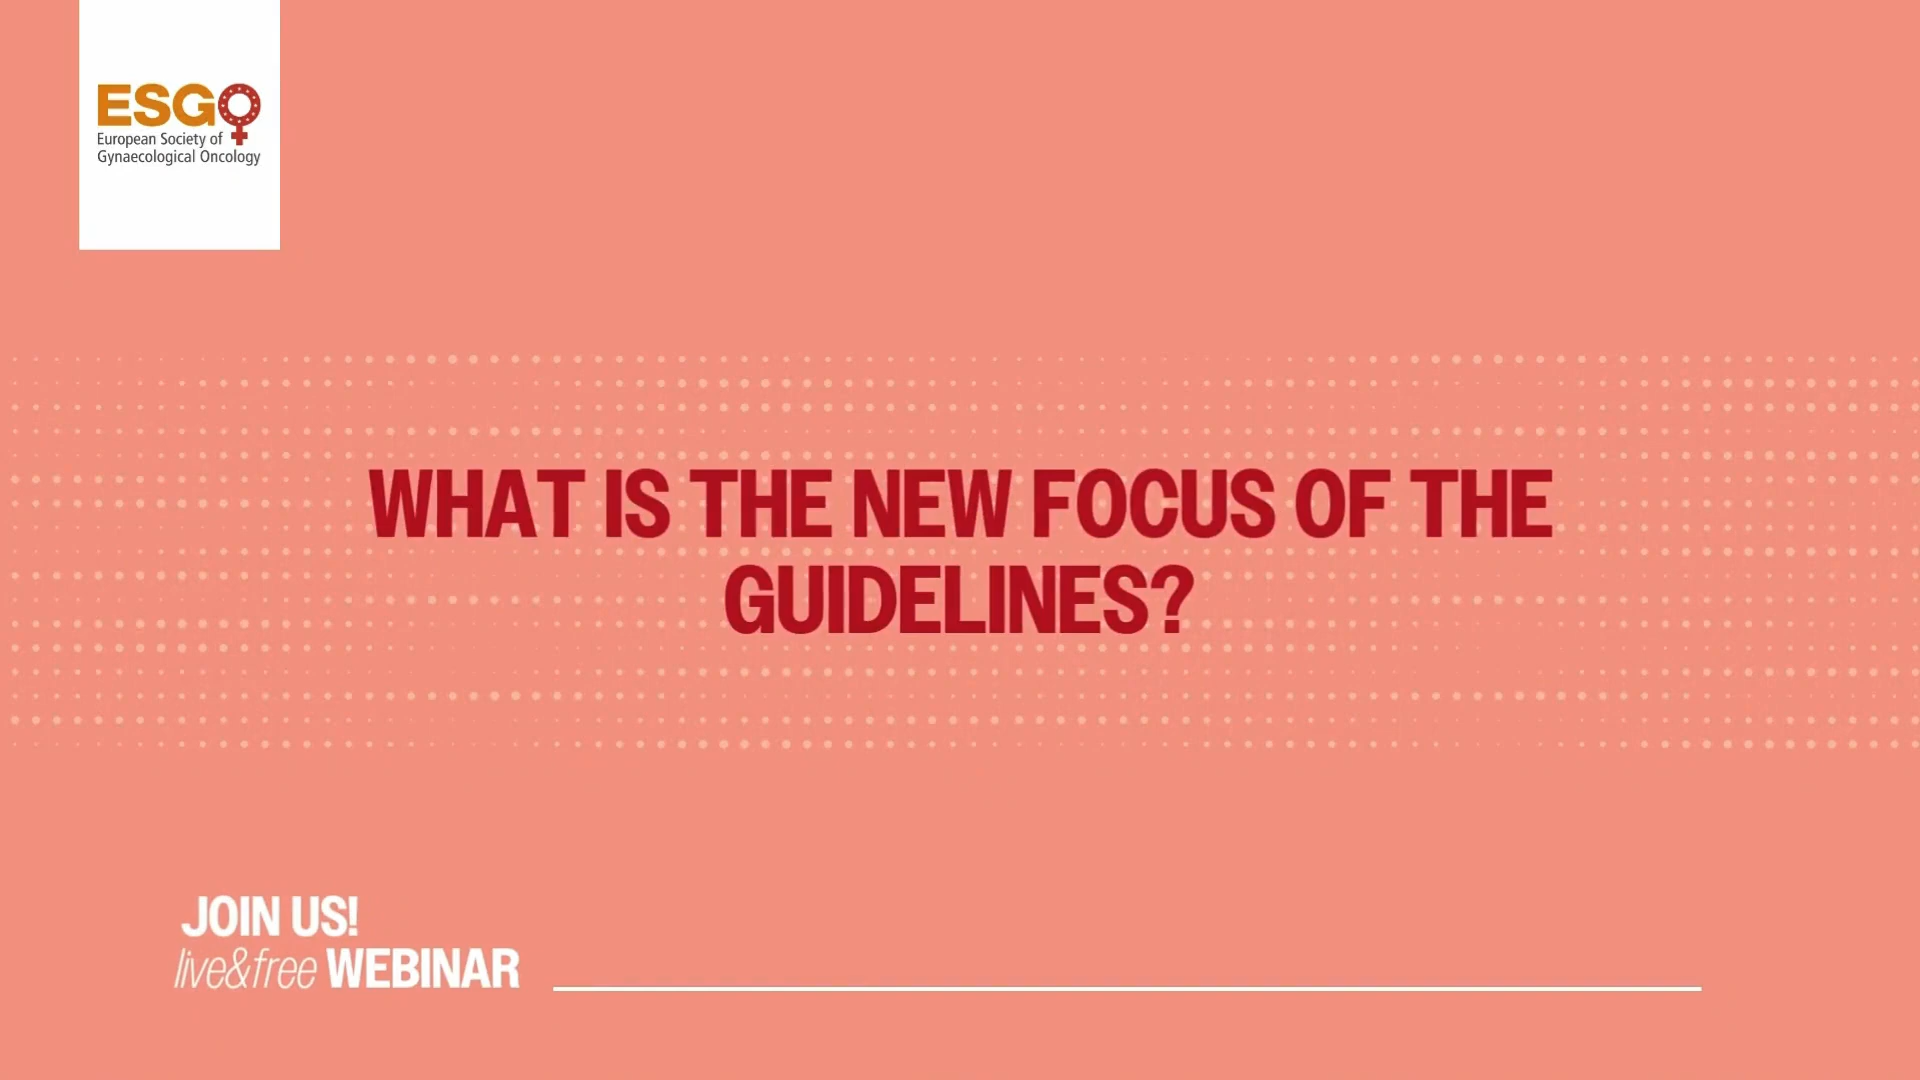 ESGO
European Society of
Gynaecological Oncology
WHAT IS THE NEW FOCUS OF THE
GUIDELINES?
JOIN US!
live&free WEBINAR